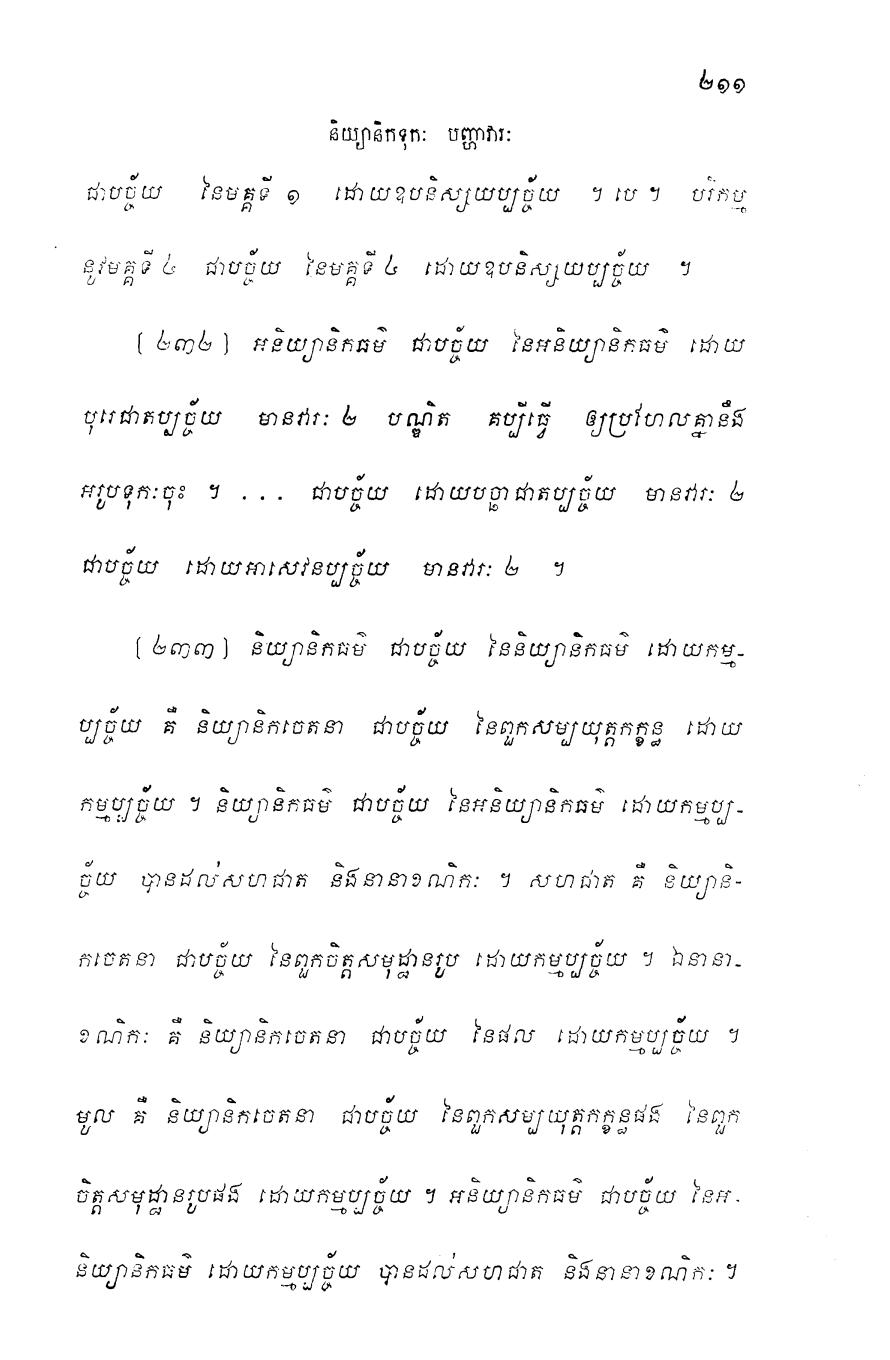 ២១១
និយ្យានិកទុកៈ បញ្ហាវារៈ
ជាបច្ច័យ នៃមគ្គទី ១ ដោយឧបនិស្សយប្បច្ច័យ ។ បេ ។ បរិកម្ម
នូវមគ្គទី ៤ ជាបច្ច័យ នៃមគ្គទី ៤ ដោយឧបនិស្សយប្បច្ច័យ ។
(២៣២) អនិយ្យានិកធម៌ ជាបច្ច័យ នៃអនិយ្យានិកធម៌ ដោយ
បុរេជាតប្បច្ច័យ មានវារៈ ២ បណ្ឌិត គប្បីធ្វើ ឲ្យប្រហែលគ្នានឹង
អរូបទុកៈចុះ ។ ... ជាបច្ច័យ ដោយបច្ឆាជាតប្បច្ច័យ មានវារៈ ២
ជាបច្ច័យ ដោយអាសេវនប្បច្ច័យ មានវារៈ ២ ។
(២៣៣) និយ្យានិកធម៌ ជាបច្ច័យ នៃនិយ្យានិកធម៌ ដោយកម្ម-
ប្បច្ច័យ គឺ និយ្យានិកចេតនា ជាបច្ច័យ នៃពួកសម្បយុត្តកក្ខន្ធ ដោយ
កម្មប្បច្ច័យ ។ និយ្យានិកធម៌ ជាបច្ច័យ នៃអនិយ្យានិកធម៌ ដោយកម្មប្ប-
ច្ច័យ បានដល់សហជាត និងនានាខណិកៈ ។ សហជាត គឺ និយ្យានិ-
កចេតនា ជាបច្ច័យ នៃពួកចិត្តសមុដ្ឋានរូប ដោយកម្មប្បច្ច័យ ។ ឯនានា-
ខណិកៈ គឺ និយ្យានិកចេតនា ជាបច្ច័យ នៃផល ដោយកម្មប្បច្ច័យ ។
មូល គឺ និយ្យានិកចេតនា ជាបច្ច័យ នៃពួកសម្បយុត្តកក្ខន្ធផង នៃពួក
ចិត្តសមុដ្ឋានរូបផង ដោយកម្មប្បច្ច័យ ។ អនិយ្យានិកធម៌ ជាបច្ច័យ នៃអ-
និយ្យានិកធម៌ ដោយកម្មប្បច្ច័យ បានដល់សហជាត និងនានាខណិកៈ ។